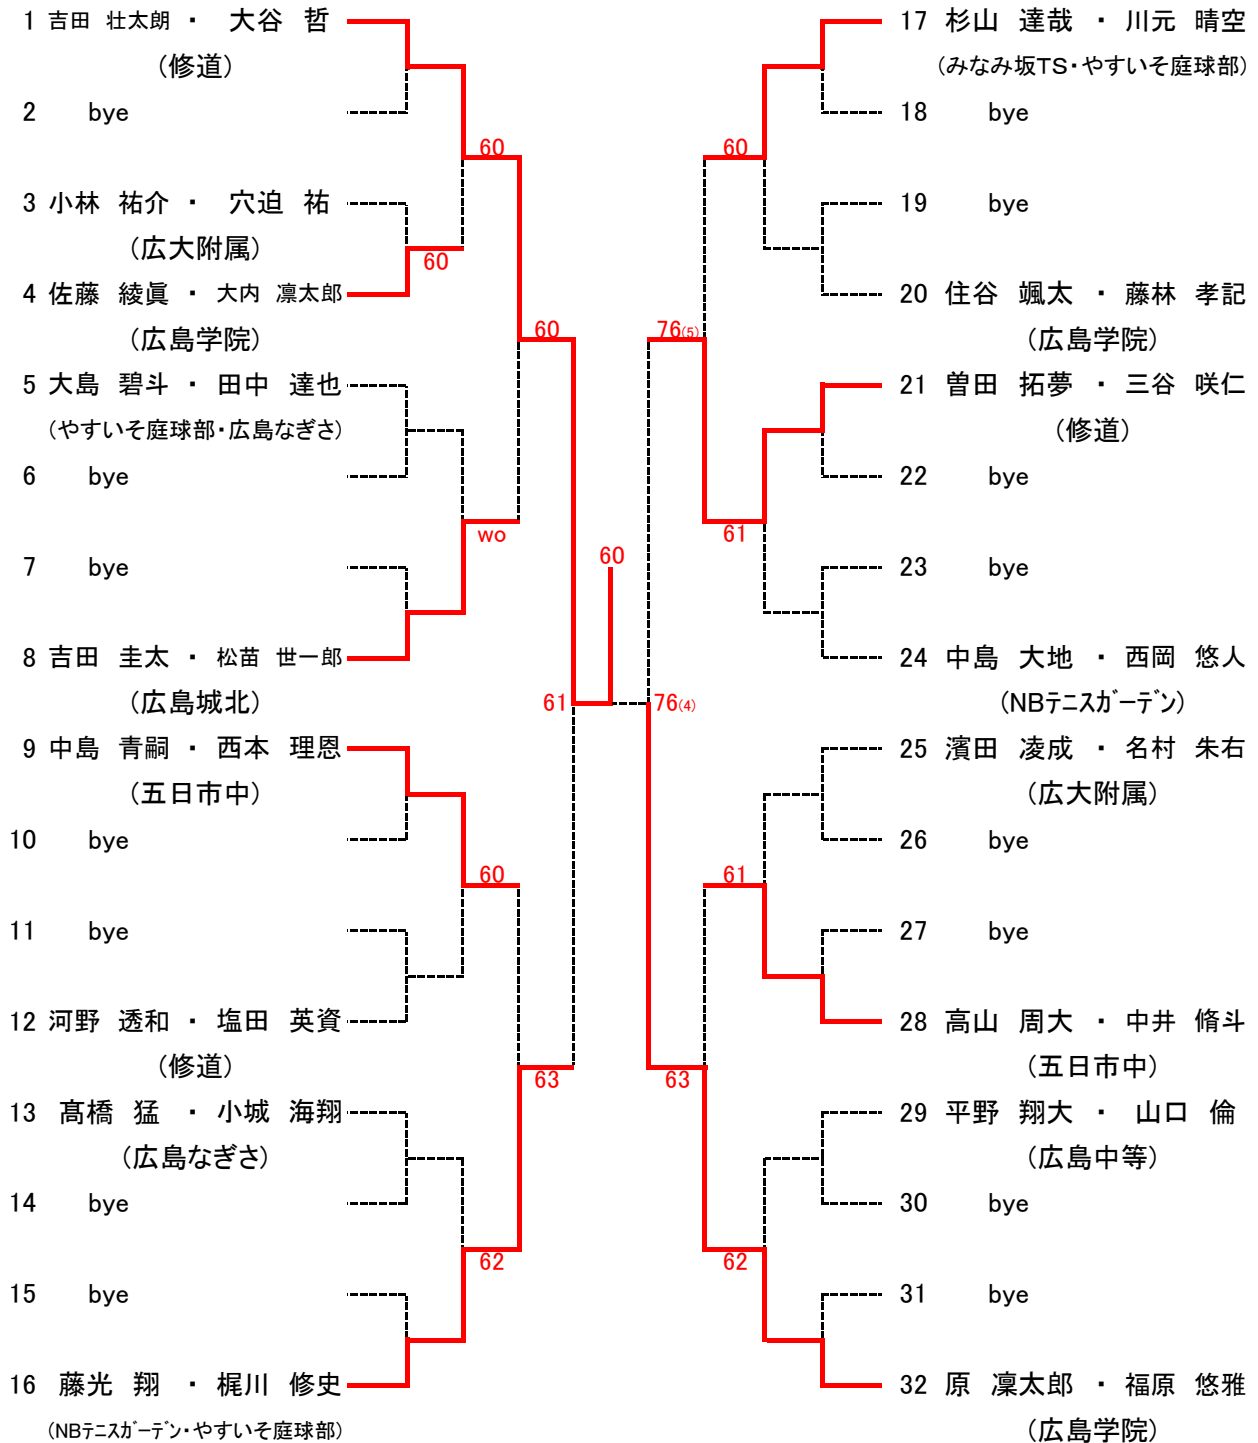 1 吉田 壮太朗 ・ 大谷 哲
(修道)
2 bye
60
3 小林 祐介 ・ 穴迫 祐
(広大附属)
60
4 佐藤 綾眞 ・ 大内 凛太郎
(広島学院)
60
5 大島 碧斗 ・ 田中 達也
(やすいそ庭球部・広島なぎさ)
6 bye
wo
7 bye
8 吉田 圭太 ・ 松苗 世一郎
(広島城北)
61
9 中島 青嗣 ・ 西本 理恩
(五日市中)
10 bye
60
11 bye
12 河野 透和 ・ 塩田 英資
(修道)
63
13 髙橋 猛 ・ 小城 海翔
(広島なぎさ)
14 bye
62
15 bye
16 藤光 翔 ・ 梶川 修史
(NBテニスガーデン・やすいそ庭球部)
60
17 杉山 達哉 ・ 川元 晴空
(みなみ坂TS・やすいそ庭球部)
18 bye
60
19 bye
20 住谷 颯太 ・ 藤林 孝記
(広島学院)
76(5)
21 曽田 拓夢 ・ 三谷 咲仁
(修道)
22 bye
61
23 bye
24 中島 大地 ・ 西岡 悠人
(NBテニスガーデン)
76(4)
25 濱田 凌成 ・ 名村 朱右
(広大附属)
26 bye
61
27 bye
28 高山 周大 ・ 中井 脩斗
(五日市中)
63
29 平野 翔大 ・ 山口 倫
(広島中等)
30 bye
62
31 bye
32 原 凜太郎 ・ 福原 悠雅
(広島学院)